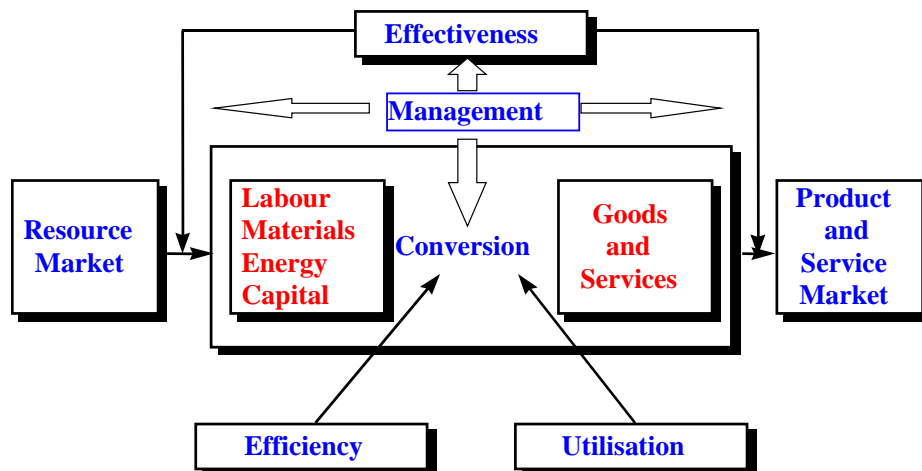 Effectiveness
Management
Resource
Market
Labour
Materials
Energy
Capital
Conversion
Goods
and
Services
Product
and
Service
Market
Efficiency
Utilisation